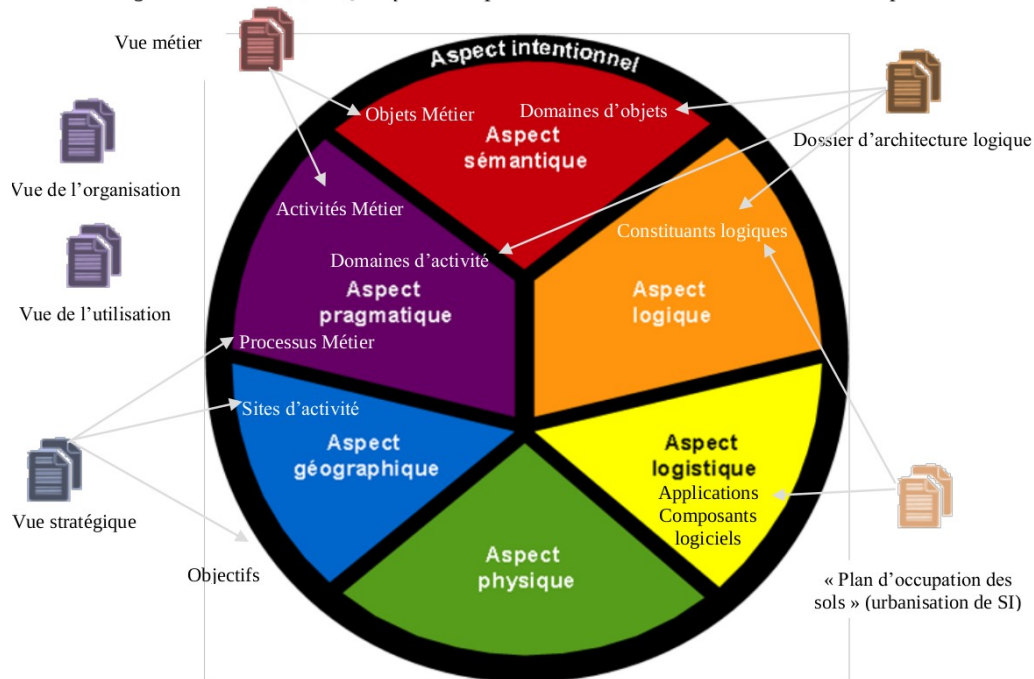 Vue métier
Aspect intentionnel
Objets Métier
Domaines d'objets
Aspect
sémantique
Dossier d'architecture logique
Vue de l'organisation
Activités Métier
Constituants logiques
Domaines d'activité
Aspect
pragmatique
Aspect
logique
Vue de l'utilisation
Processus Métier
Sites d'activité
Aspect
géographique
Aspect
logistique
Applications
Composants
logiciels
Vue stratégique
Objectifs
Aspect
physique
« Plan d'occupation des
sols » (urbanisation de SI)